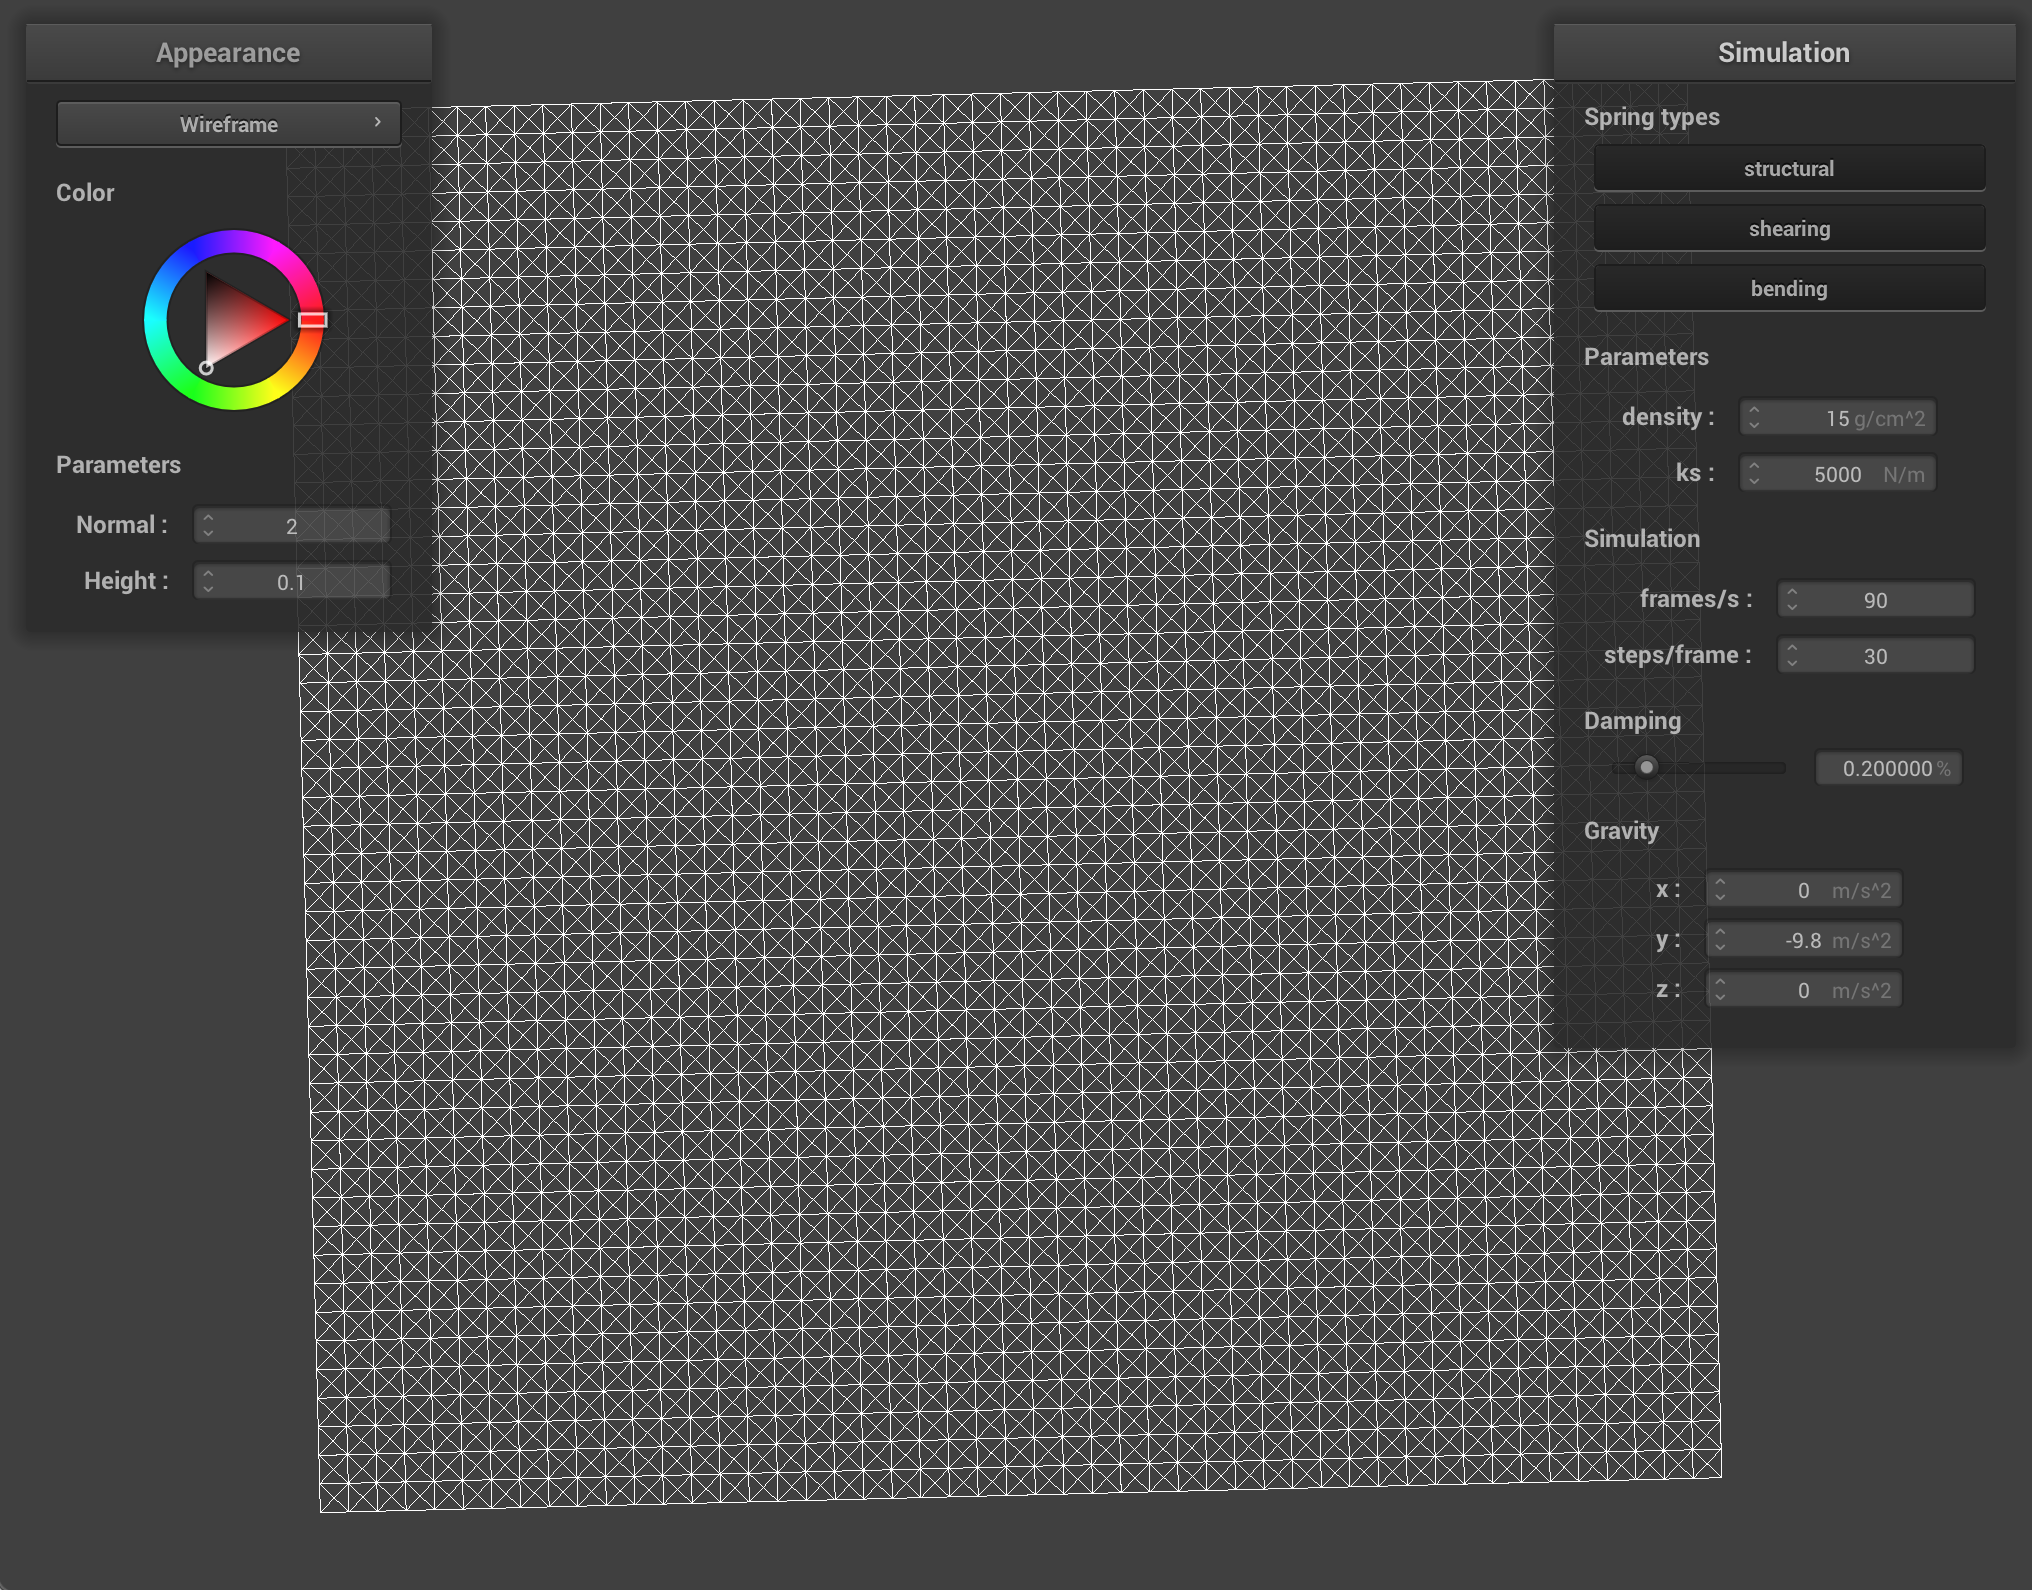 Appearance
Wireframe
Color
Parameters
Normal : 2
Height : 0.1
Simulation
Spring types
structural
shearing
bending
Parameters
density : 15 g/cm^2
ks : 5000 N/m
Simulation
frames/s : 90
steps/frame : 30
Damping
0.200000 %
Gravity
x : 0 m/s^2
y : -9.8 m/s^2
z : 0 m/s^2